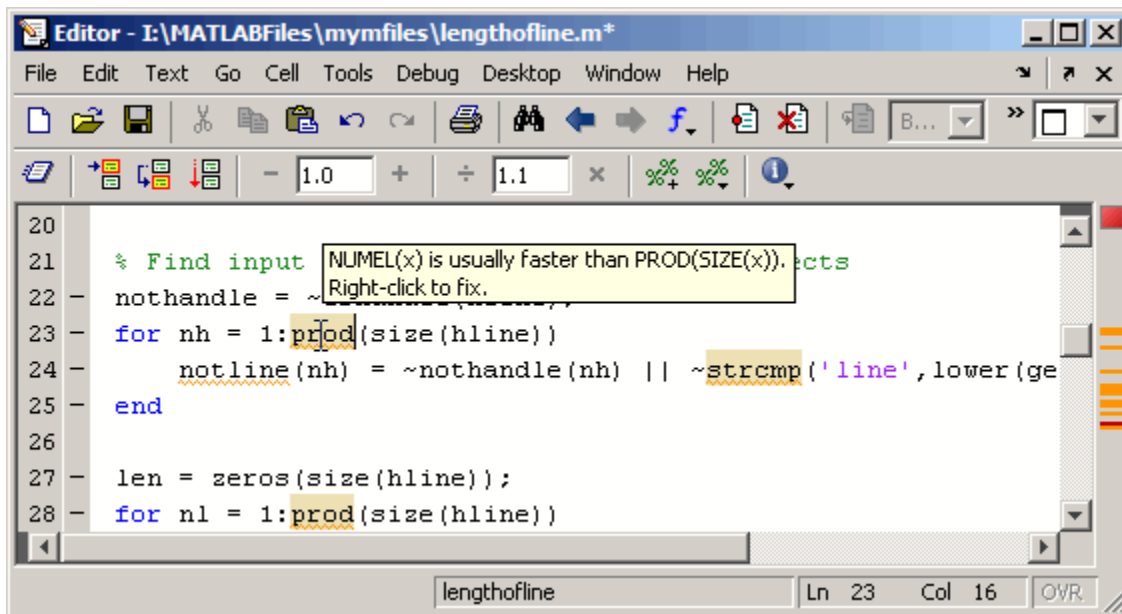 Editor - I:\MATLABFiles\mymfiles\lengthofline.m*
File Edit Text Go Cell Tools Debug Desktop Window Help
B...
1.0 1.1
20
21 % Find input ects
NUMEL(x) is usually faster than PROD(SIZE(x)).
Right-click to fix.
22 - nothandle = ~
23 - for nh = 1:prod(size(hline))
24 - notline(nh) = ~nothandle(nh) || ~strcmp('line',lower(ge
25 - end
26
27 - len = zeros(size(hline));
28 - for nl = 1:prod(size(hline))
lengthofline Ln 23 Col 16 OVR